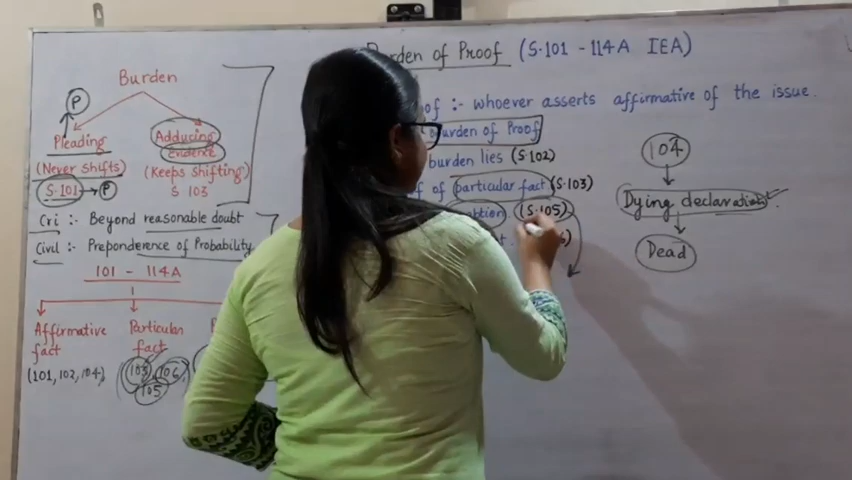 Burden of Proof (S·101 - 114A IEA)
Burden
P
Pleading
(Never shifts)
S·101 → P
Adducing
Evidence
(Keeps shifting)
S 103
Cri :- Beyond reasonable doubt
Civil :- Preponderence of Probability
101 - 114A
Affirmative
fact
(101, 102, 104)
Particular
fact
103, 106,
105
:- whoever asserts affirmative of the issue.
Burden of Proof
burden lies (S·102)
of particular fact (S·103)
(S·105)
104
Dying declaration
Dead